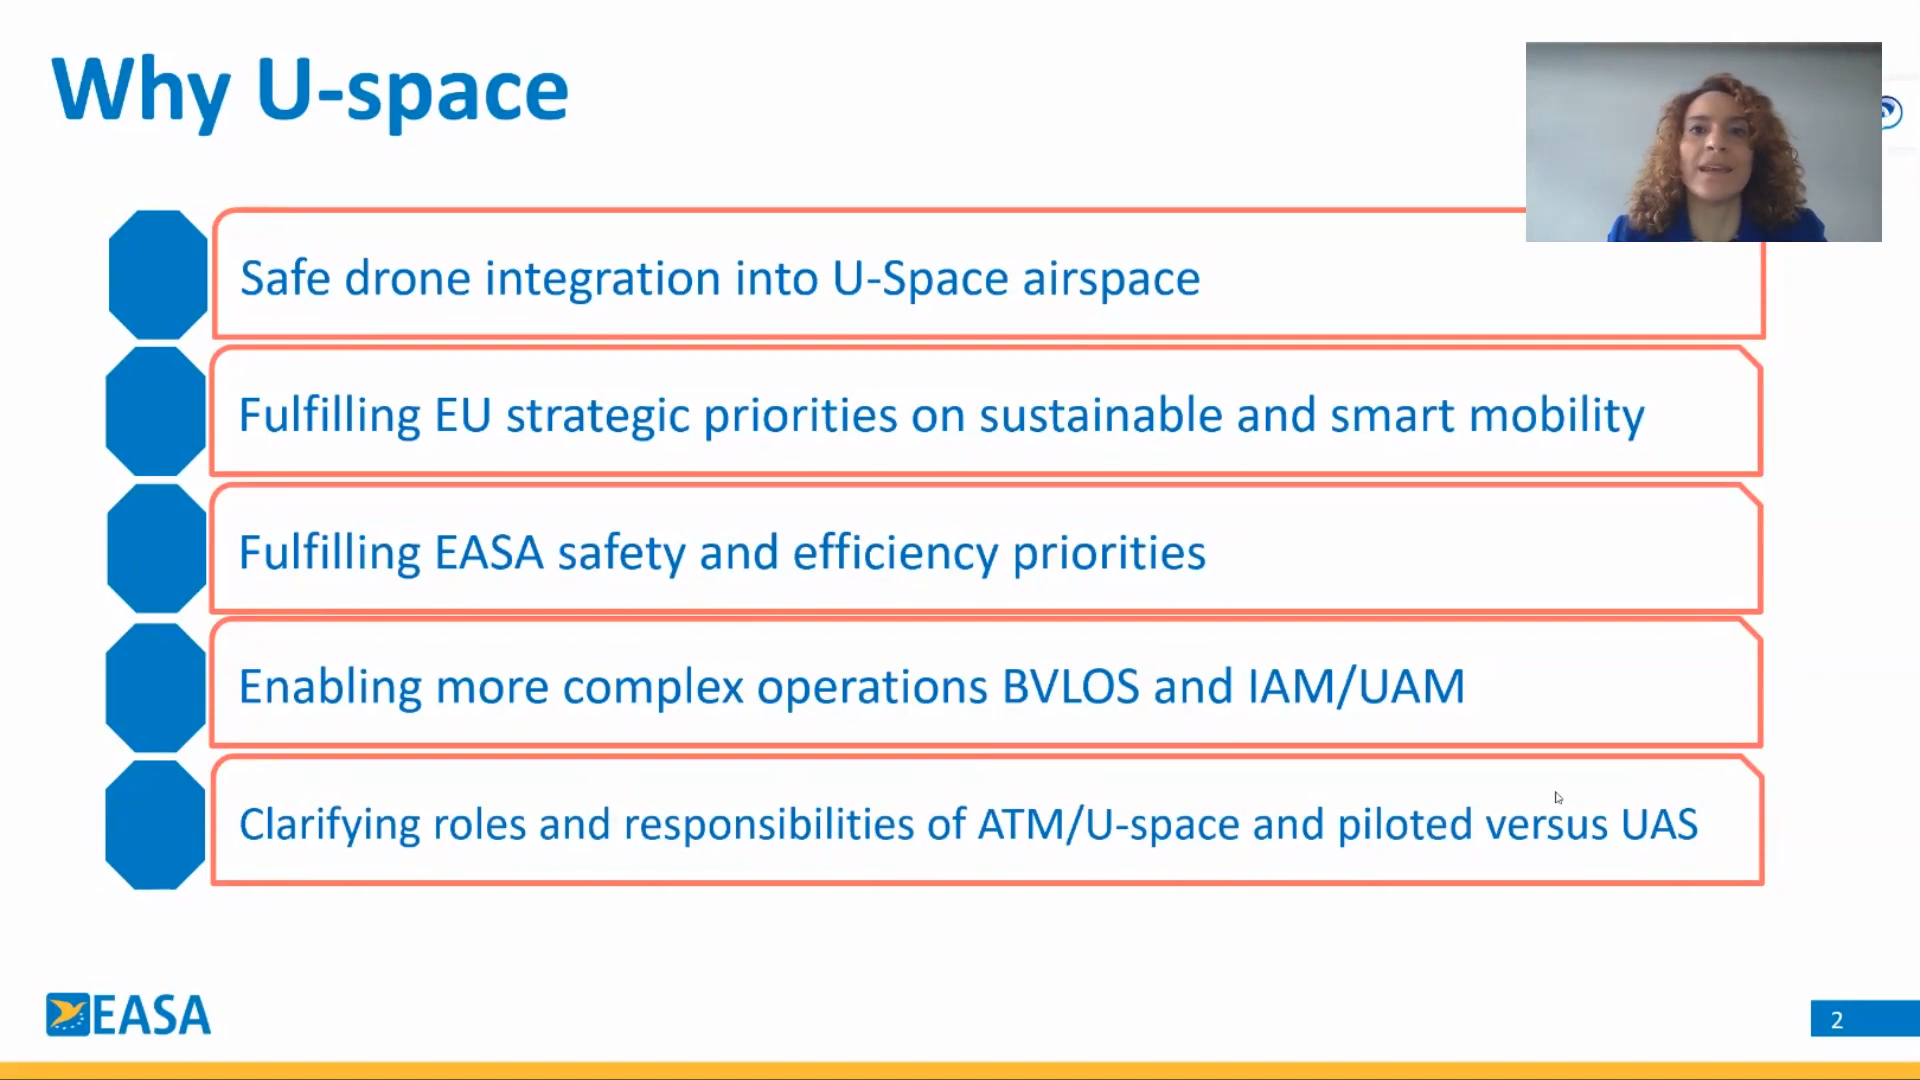 Why U-space
Safe drone integration into U-Space airspace
Fulfilling EU strategic priorities on sustainable and smart mobility
Fulfilling EASA safety and efficiency priorities
Enabling more complex operations BVLOS and IAM/UAM
Clarifying roles and responsibilities of ATM/U-space and piloted versus UAS
EASA
2